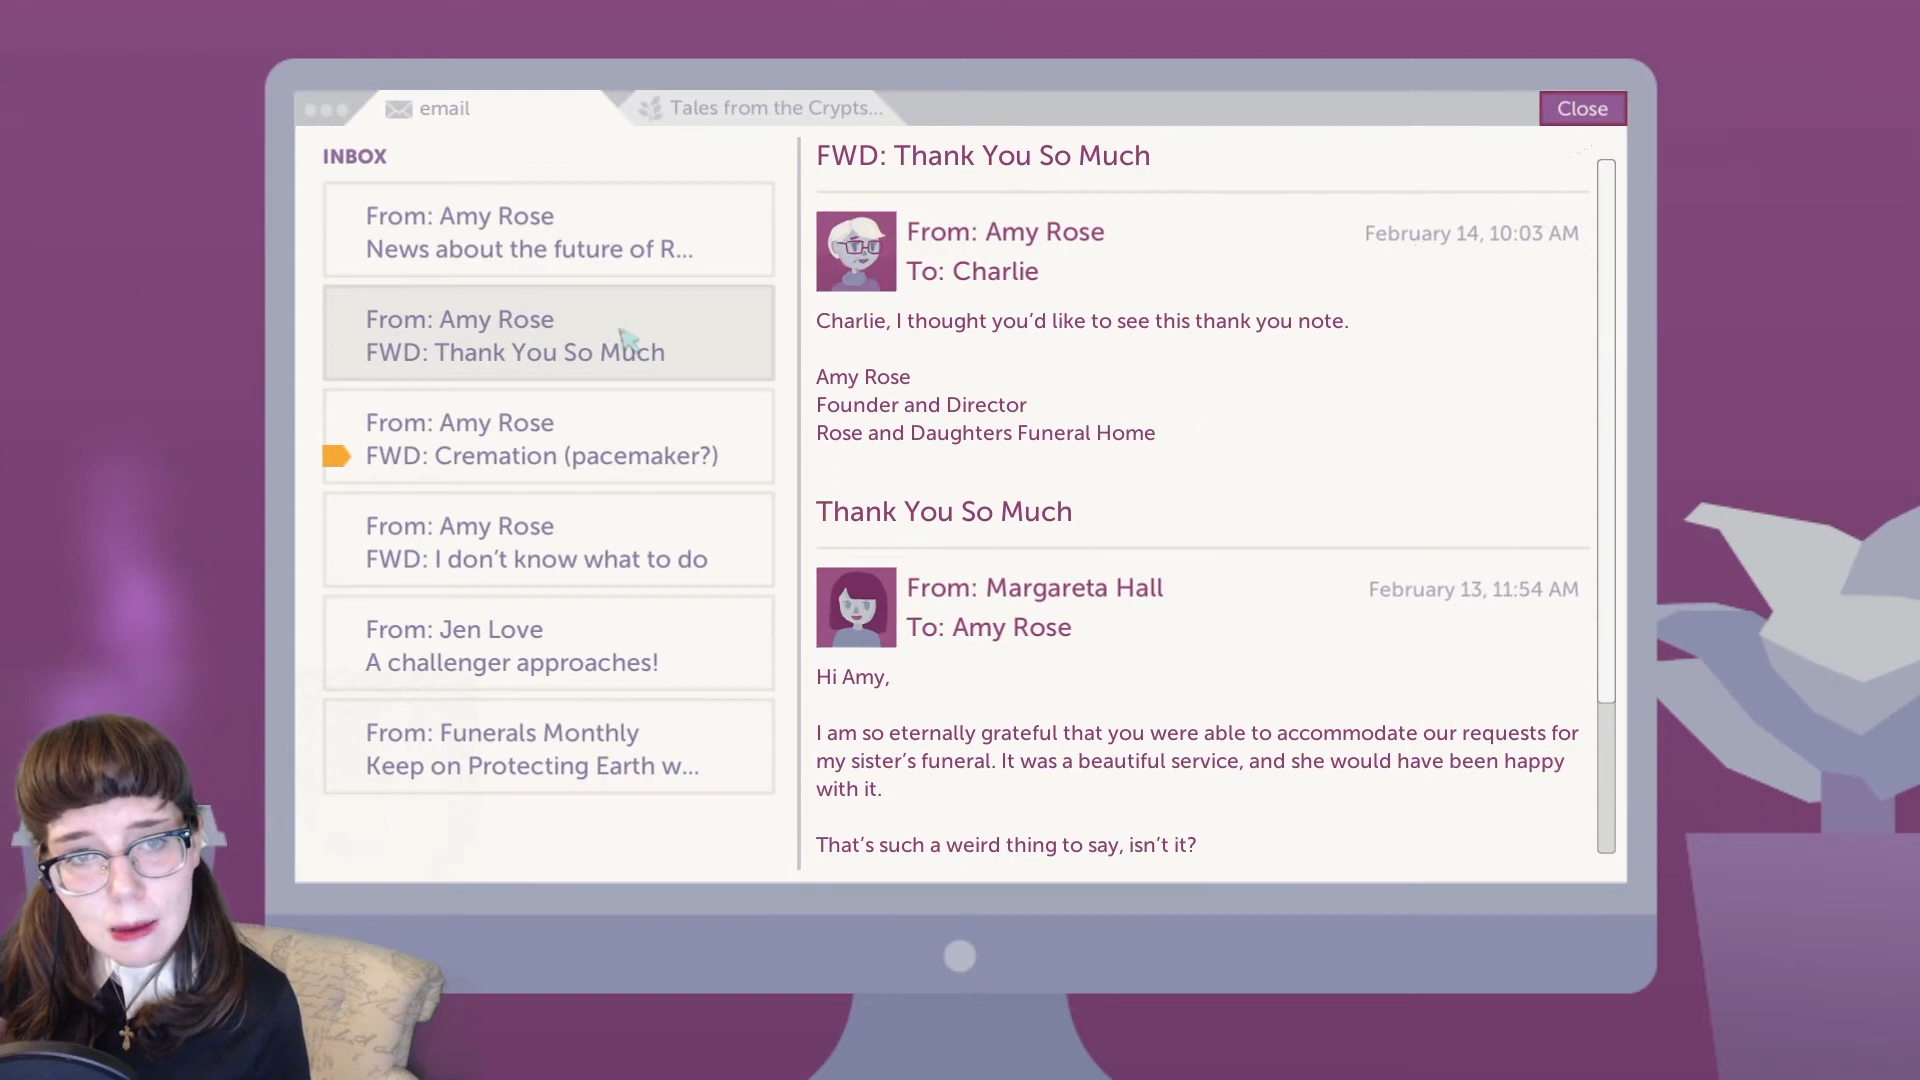 email
Tales from the Crypts...
Close
INBOX
From: Amy Rose
News about the future of R...
From: Amy Rose
FWD: Thank You So Much
From: Amy Rose
FWD: Cremation (pacemaker?)
From: Amy Rose
FWD: I don’t know what to do
From: Jen Love
A challenger approaches!
From: Funerals Monthly
Keep on Protecting Earth w...
FWD: Thank You So Much
From: Amy Rose
February 14, 10:03 AM
To: Charlie
Charlie, I thought you’d like to see this thank you note.
Amy Rose
Founder and Director
Rose and Daughters Funeral Home
Thank You So Much
From: Margareta Hall
February 13, 11:54 AM
To: Amy Rose
Hi Amy,
I am so eternally grateful that you were able to accommodate our requests for
my sister’s funeral. It was a beautiful service, and she would have been happy
with it.
That’s such a weird thing to say, isn’t it?